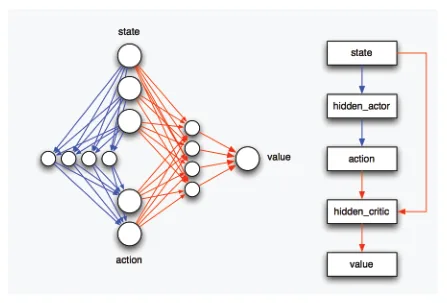 state
value
action
state
hidden_actor
action
hidden_critic
value